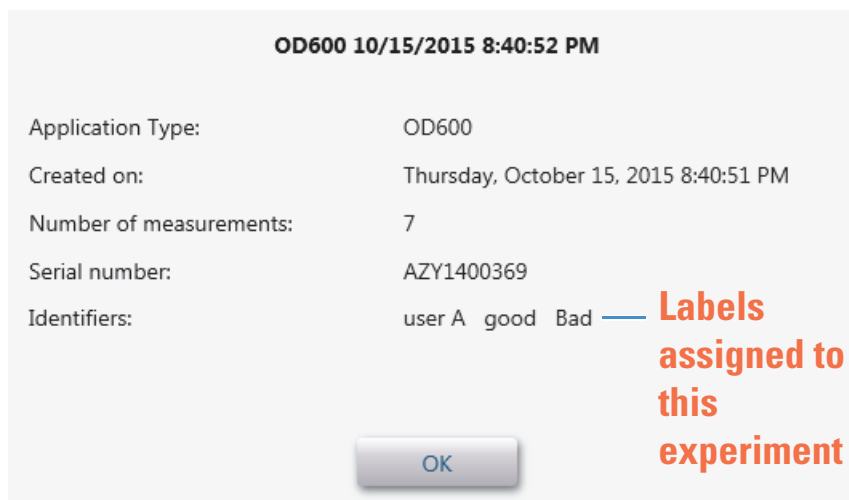 OD600 10/15/2015 8:40:52 PM
Application Type: OD600
Created on: Thursday, October 15, 2015 8:40:51 PM
Number of measurements: 7
Serial number: AZY1400369
Identifiers: user A good Bad
Labels
assigned to
this
experiment
OK